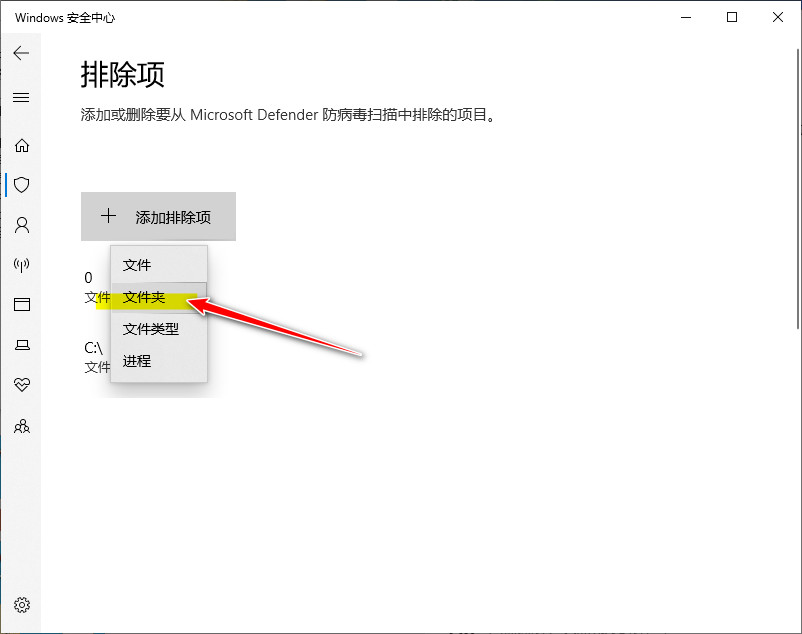 Windows 安全中心
排除项
添加或删除要从 Microsoft Defender 防病毒扫描中排除的项目。
添加排除项
文件
0
文件
文件夹
文件类型
C:\
文件
进程